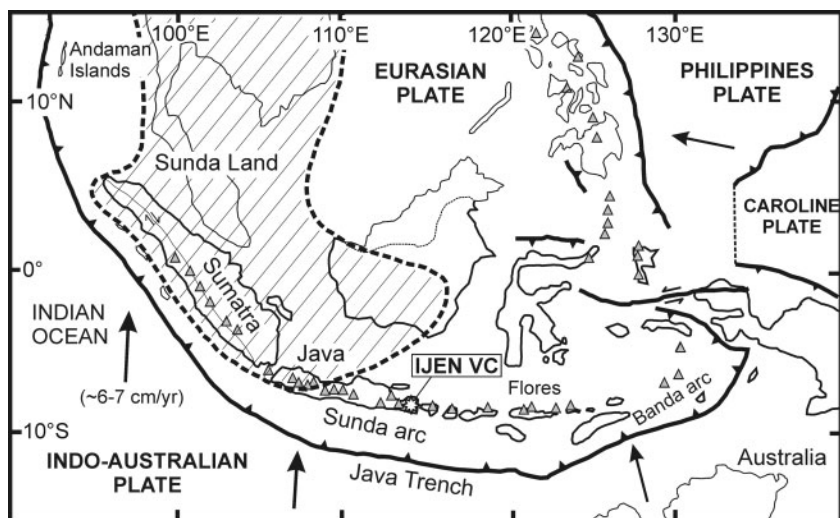 100°E
110°E
120°E
130°E
Andaman
Islands
EURASIAN
PLATE
PHILIPPINES
PLATE
10°N
Sunda Land
CAROLINE
PLATE
0°
Sumatra
INDIAN
OCEAN
Java
IJEN VC
(~6-7 cm/yr)
Flores
Banda arc
Sunda arc
10°S
INDO-AUSTRALIAN
PLATE
Java Trench
Australia